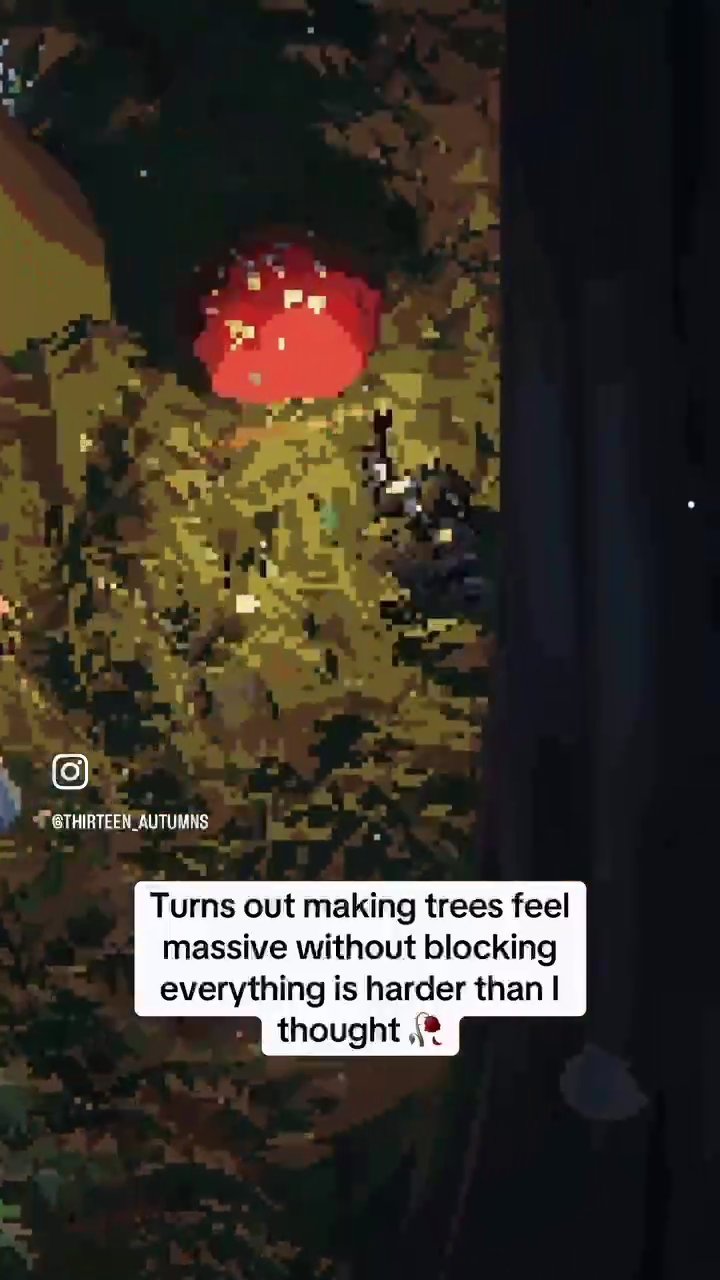 @THIRTEEN_AUTUMNS
Turns out making trees feel
massive without blocking
everything is harder than I
thought 🥀